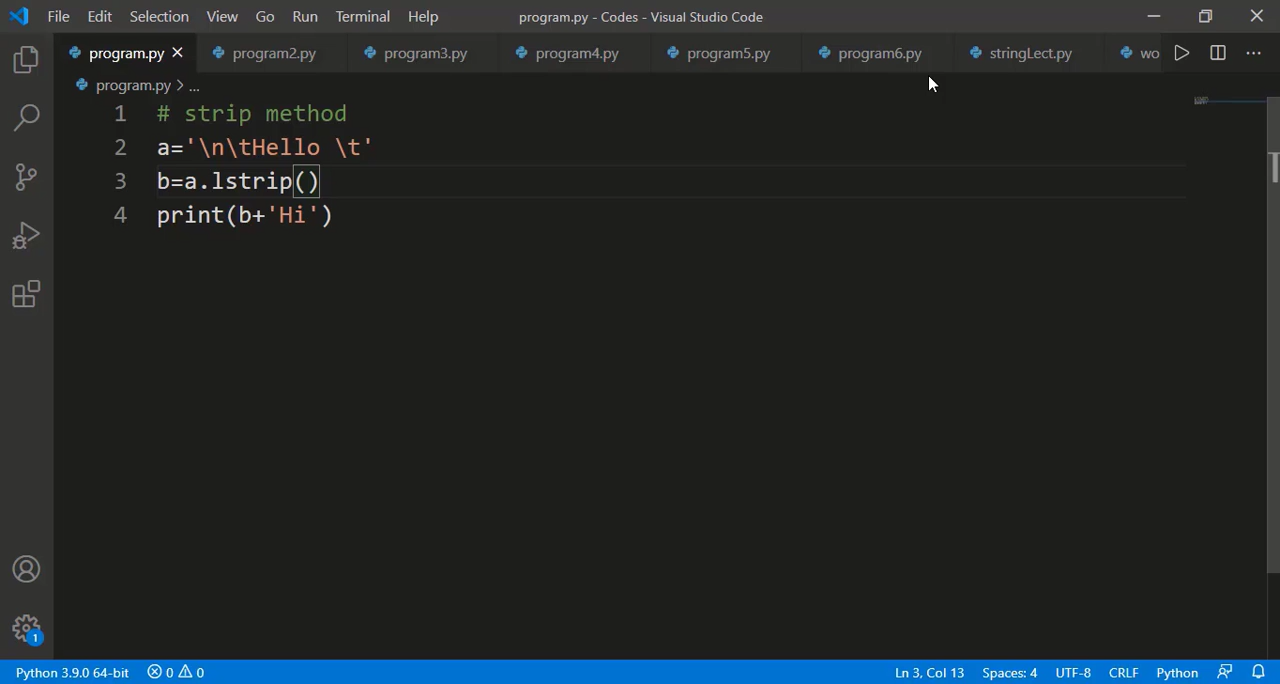 File Edit Selection View Go Run Terminal Help program.py - Codes - Visual Studio Code
program.py program2.py program3.py program4.py program5.py program6.py stringLect.py wo
program.py > ...
1 # strip method
2 a='\n\tHello \t'
3 b=a.lstrip()
4 print(b+'Hi')
1
Python 3.9.0 64-bit 0 0 Ln 3, Col 13 Spaces: 4 UTF-8 CRLF Python